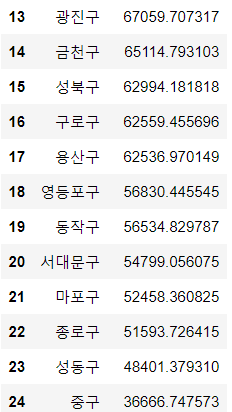 13 광진구 67059.707317
14 금천구 65114.793103
15 성북구 62994.181818
16 구로구 62559.455696
17 용산구 62536.970149
18 영등포구 56830.445545
19 동작구 56534.829787
20 서대문구 54799.056075
21 마포구 52458.360825
22 종로구 51593.726415
23 성동구 48401.379310
24 중구 36666.747573